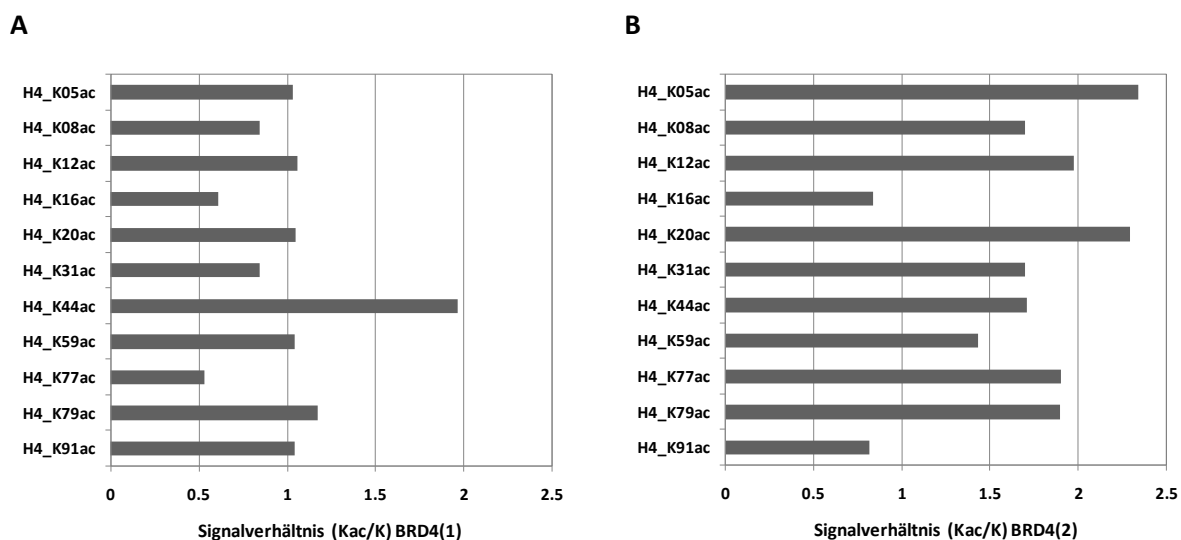 A
H4_K05ac
H4_K08ac
H4_K12ac
H4_K16ac
H4_K20ac
H4_K31ac
H4_K44ac
H4_K59ac
H4_K77ac
H4_K79ac
H4_K91ac
0 0.5 1 1.5 2 2.5
Signalverhältnis (Kac/K) BRD4(1)
B
H4_K05ac
H4_K08ac
H4_K12ac
H4_K16ac
H4_K20ac
H4_K31ac
H4_K44ac
H4_K59ac
H4_K77ac
H4_K79ac
H4_K91ac
0 0.5 1 1.5 2 2.5
Signalverhältnis (Kac/K) BRD4(2)